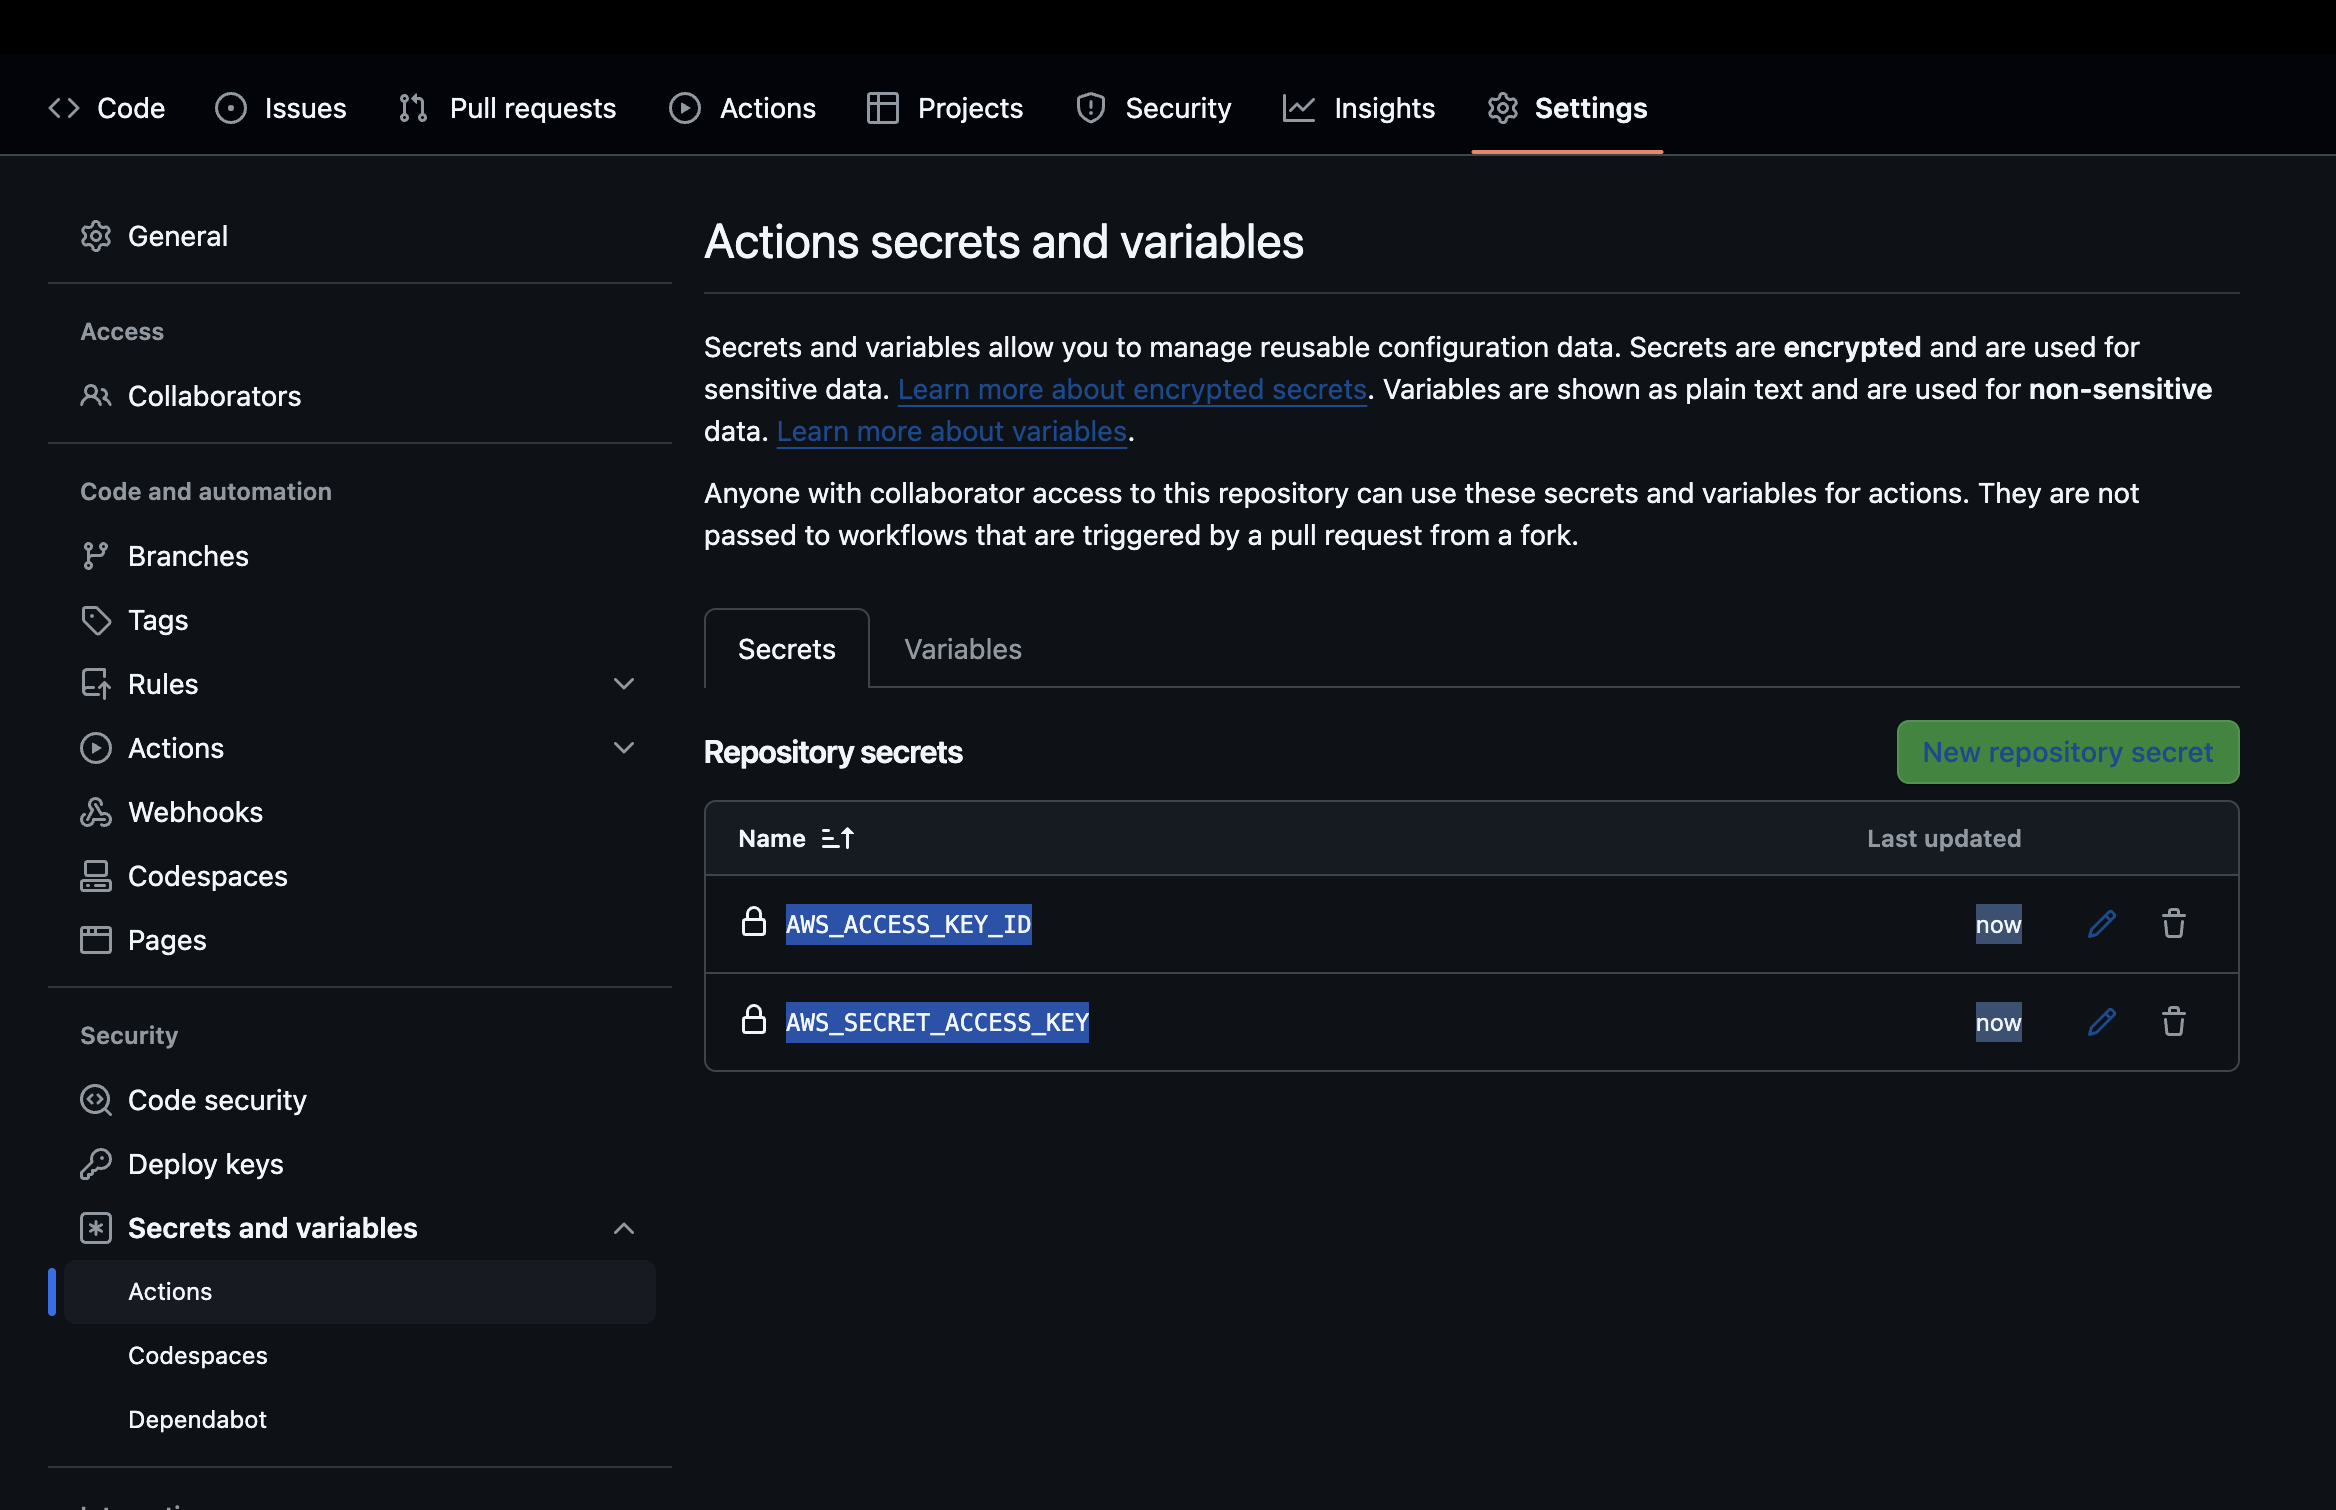 Code Issues Pull requests Actions Projects Security Insights Settings
General
Access
Collaborators
Code and automation
Branches
Tags
Rules
Actions
Webhooks
Codespaces
Pages
Security
Code security
Deploy keys
Secrets and variables
Actions
Codespaces
Dependabot
Actions secrets and variables
Secrets and variables allow you to manage reusable configuration data. Secrets are encrypted and are used for
sensitive data. Learn more about encrypted secrets. Variables are shown as plain text and are used for non-sensitive
data. Learn more about variables.
Anyone with collaborator access to this repository can use these secrets and variables for actions. They are not
passed to workflows that are triggered by a pull request from a fork.
Secrets Variables
Repository secrets New repository secret
Name Last updated
AWS_ACCESS_KEY_ID now
AWS_SECRET_ACCESS_KEY now